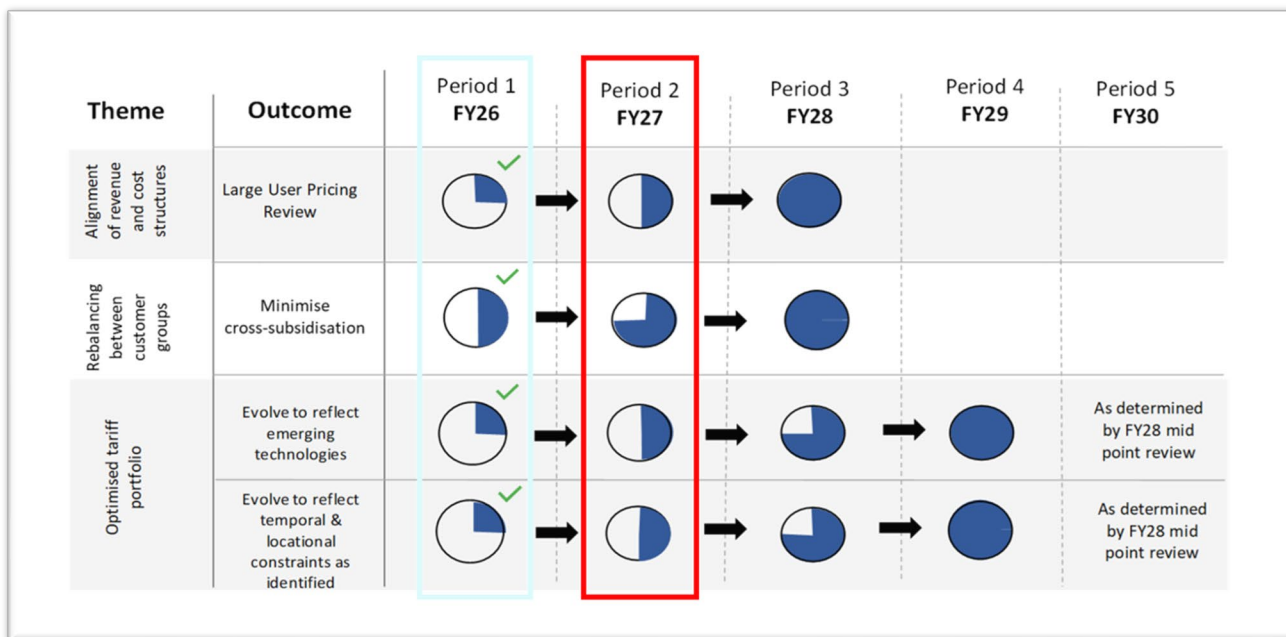 Theme
Outcome
Period 1
FY26
Period 2
FY27
Period 3
FY28
Period 4
FY29
Period 5
FY30
Alignment
of revenue
and cost
structures
Large User Pricing
Review
Rebalancing
between
customer
groups
Minimise
cross-subsidisation
Optimised tariff
portfolio
Evolve to reflect
emerging
technologies
As determined
by FY28 mid
point review
Evolve to reflect
temporal &
locational
constraints as
identified
As determined
by FY28 mid
point review